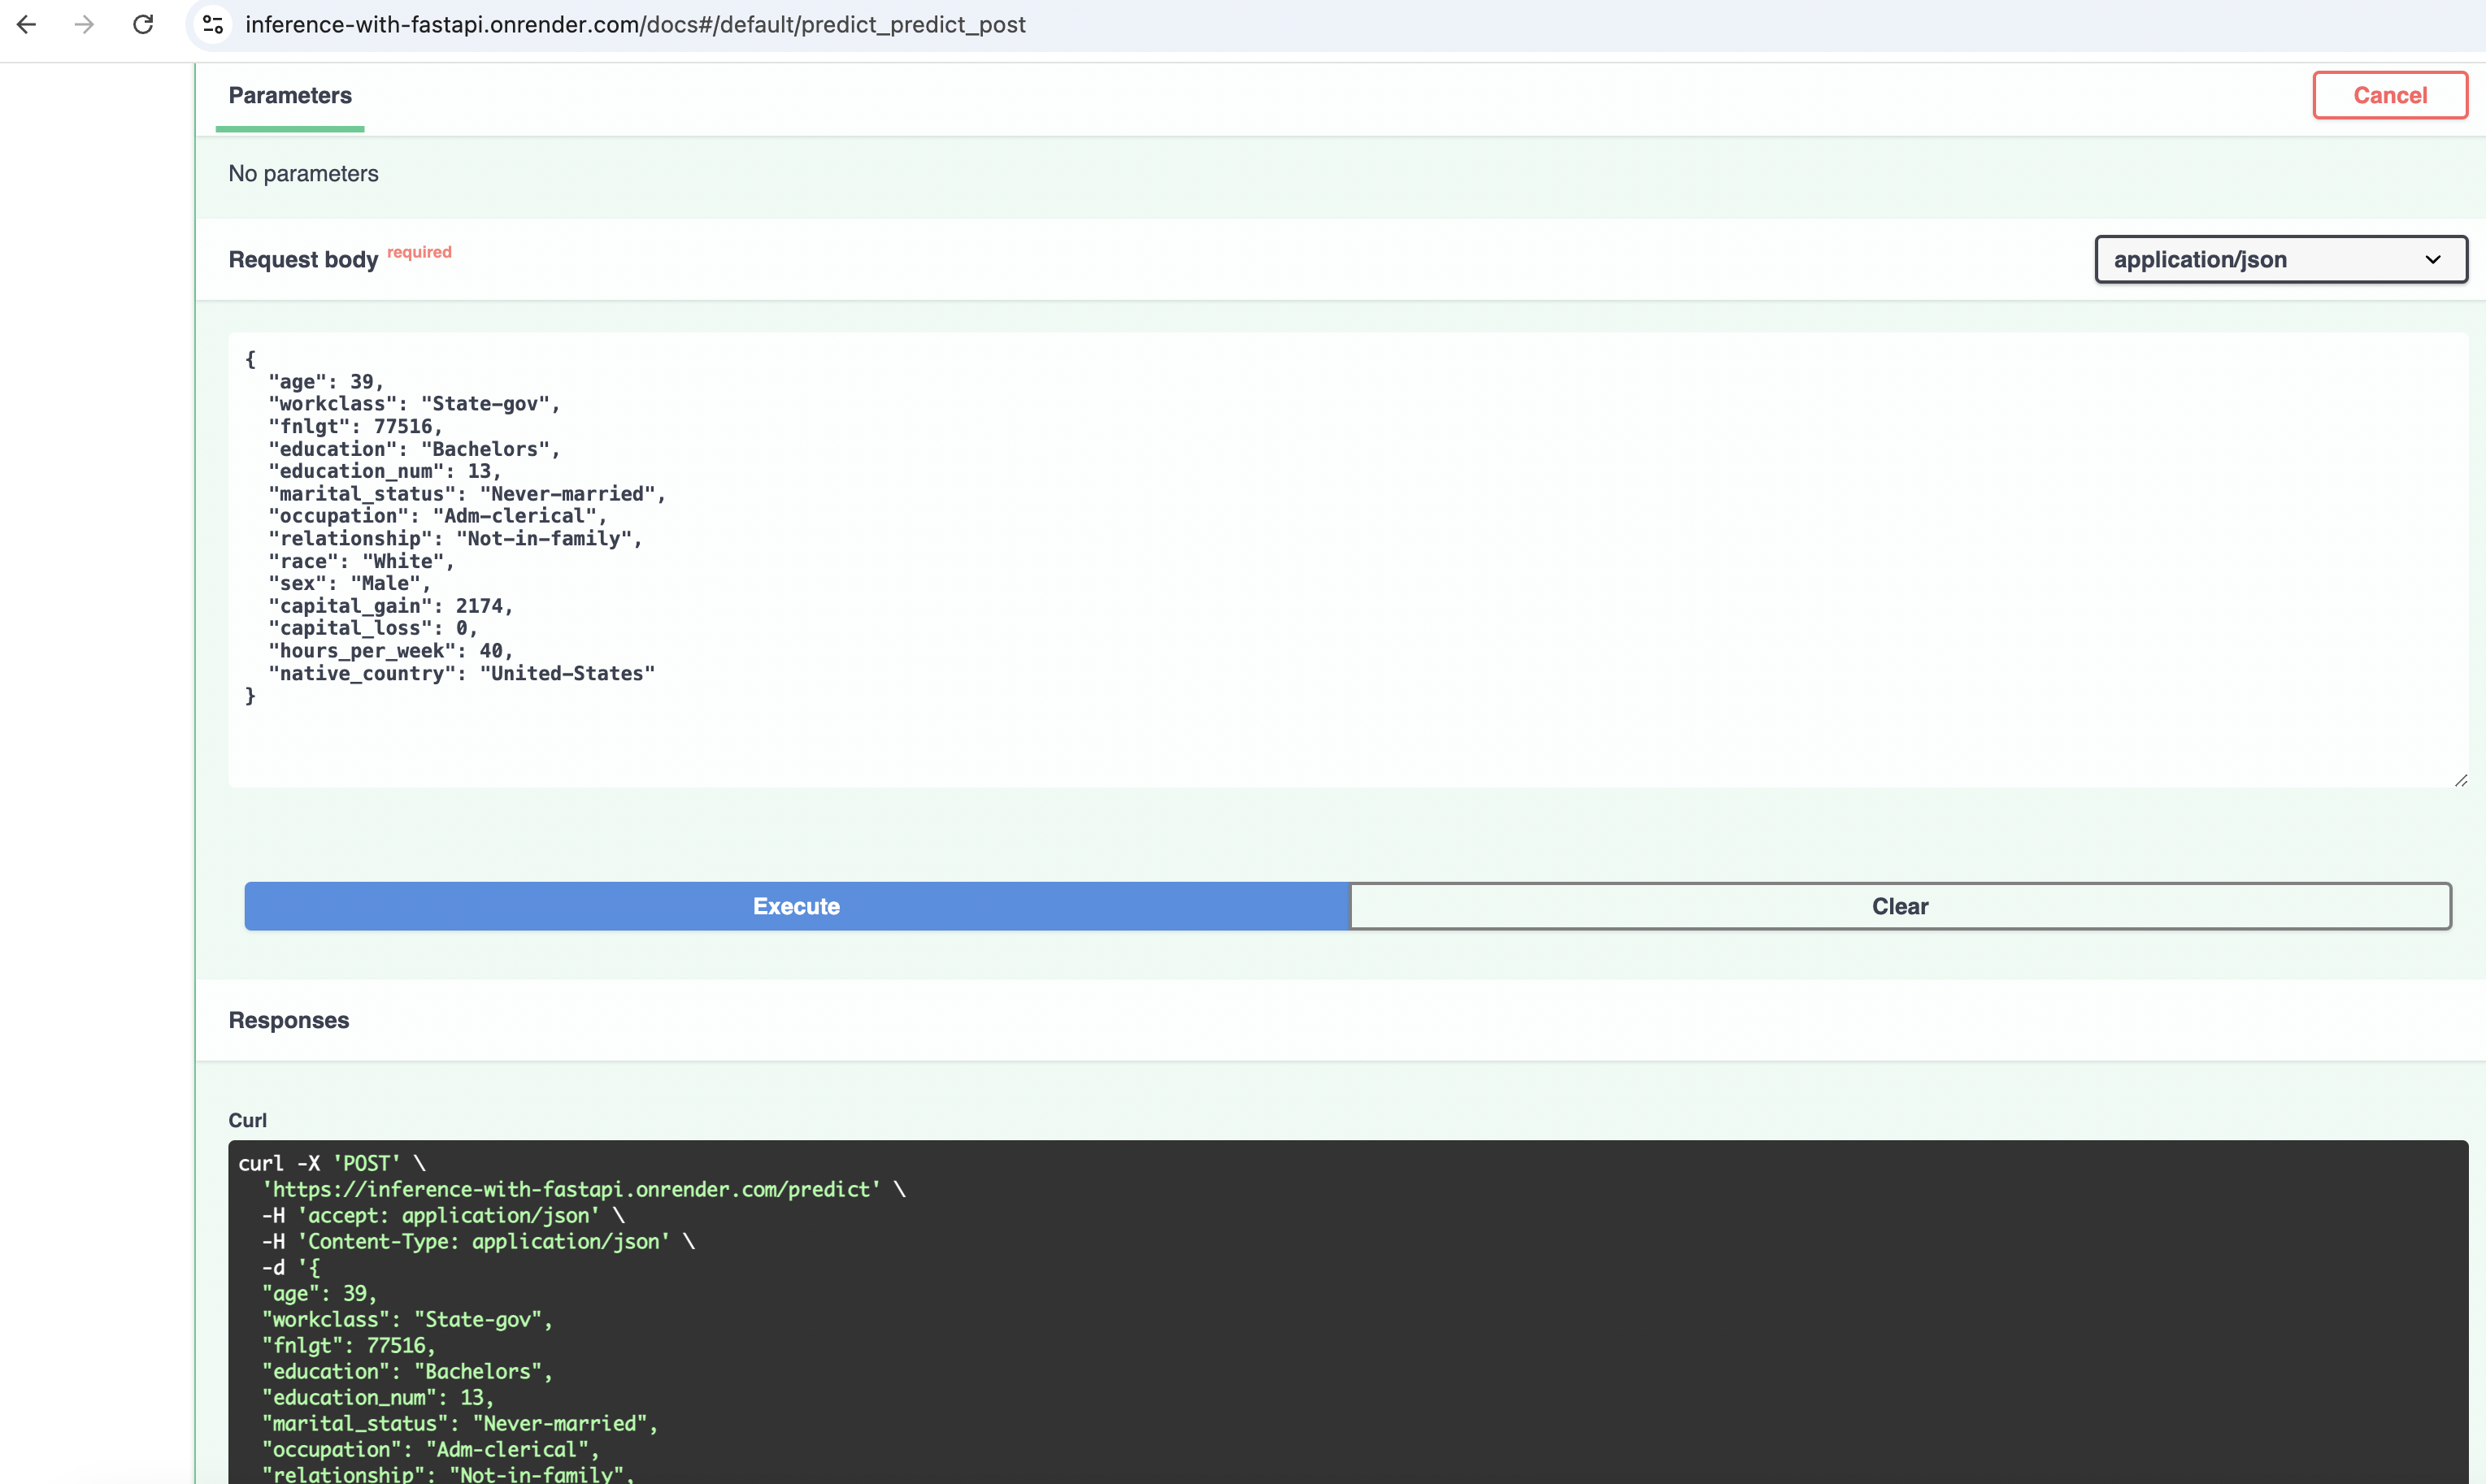 inference-with-fastapi.onrender.com/docs#/default/predict_predict_post
Parameters
Cancel
No parameters
Request body required
application/json
{
  "age": 39,
  "workclass": "State-gov",
  "fnlgt": 77516,
  "education": "Bachelors",
  "education_num": 13,
  "marital_status": "Never-married",
  "occupation": "Adm-clerical",
  "relationship": "Not-in-family",
  "race": "White",
  "sex": "Male",
  "capital_gain": 2174,
  "capital_loss": 0,
  "hours_per_week": 40,
  "native_country": "United-States"
}
Execute
Clear
Responses
Curl
curl -X 'POST' \
  'https://inference-with-fastapi.onrender.com/predict' \
  -H 'accept: application/json' \
  -H 'Content-Type: application/json' \
  -d '{
  "age": 39,
  "workclass": "State-gov",
  "fnlgt": 77516,
  "education": "Bachelors",
  "education_num": 13,
  "marital_status": "Never-married",
  "occupation": "Adm-clerical",
  "relationship": "Not-in-family",